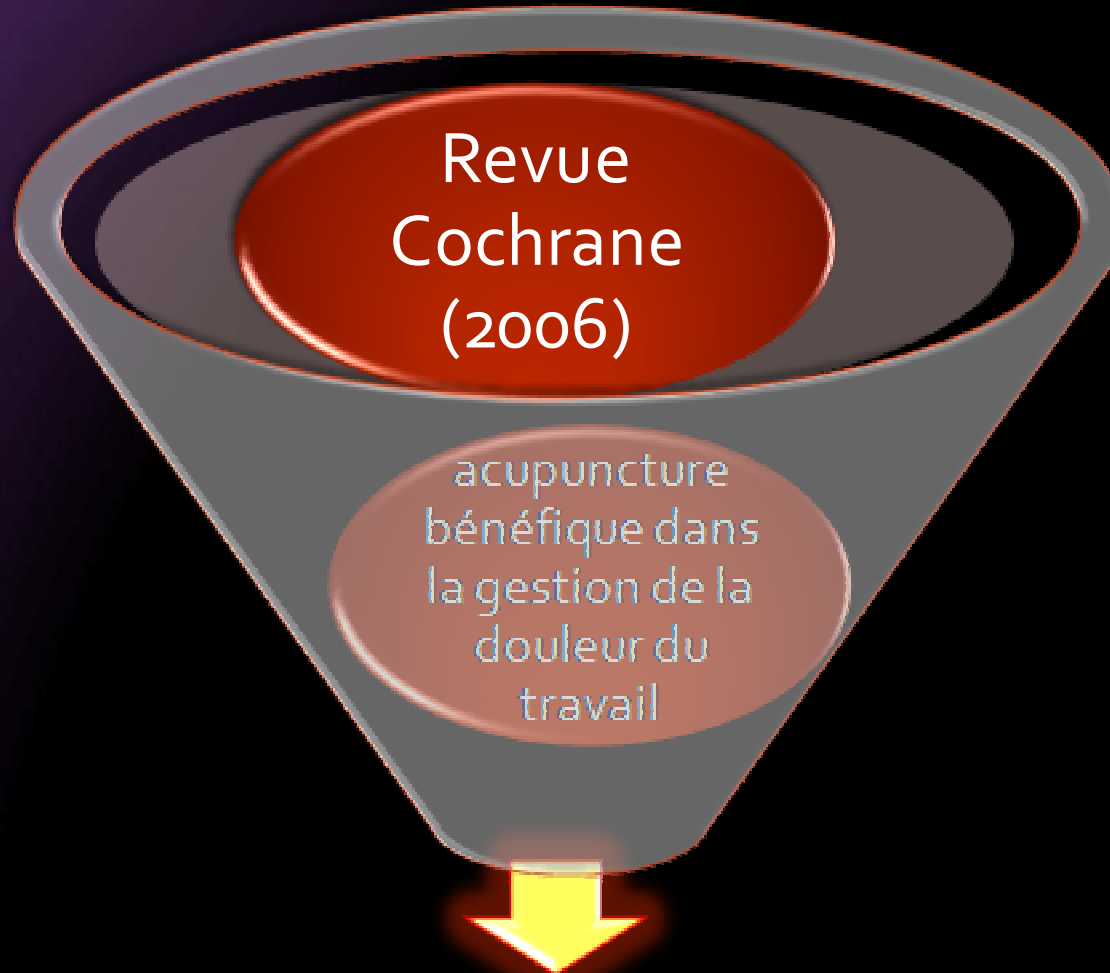 Revue
Cochrane
(2006)
acupuncture
bénéfique dans
la gestion de la
douleur du
travail